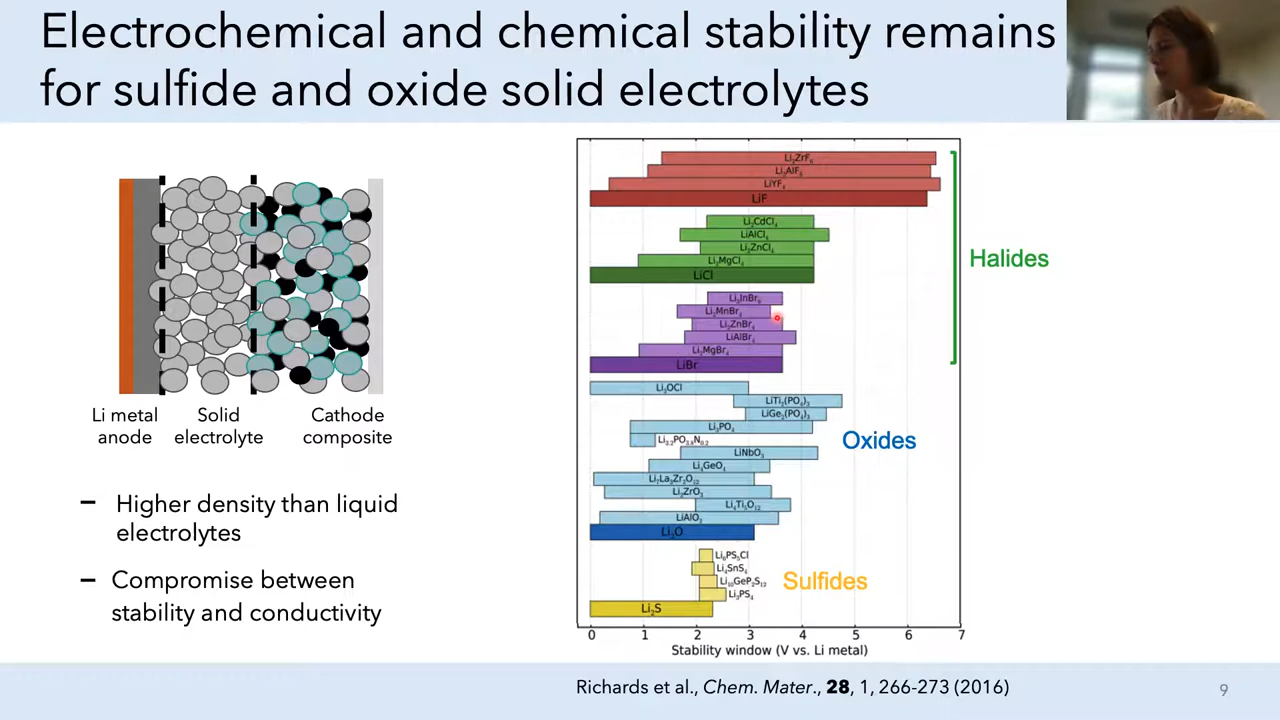 Electrochemical and chemical stability remains
for sulfide and oxide solid electrolytes
Li metal
anode
Solid
electrolyte
Cathode
composite
– Higher density than liquid
electrolytes
– Compromise between
stability and conductivity
Li₂ZrF₆
Li₃AlF₆
LiYF₄
LiF
Li₂CdCl₄
LiAlCl₄
Li₂ZnCl₄
Li₂MgCl₄
LiCl
Li₃InBr₆
Li₂MnBr₄
Li₂ZnBr₄
LiAlBr₄
Li₂MgBr₄
LiBr
Halides
Li₃OCl
LiTi₂(PO₄)₃
LiGe₂(PO₄)₃
Li₃PO₄
Li₃.₂PO₃.₈N₀.₂
LiNbO₃
Li₄GeO₄
Li₇La₃Zr₂O₁₂
Li₂ZrO₃
Li₄Ti₅O₁₂
LiAlO₂
Li₂O
Oxides
Li₆PS₅Cl
Li₄SnS₄
Li₁₀GeP₂S₁₂
Li₃PS₄
Li₂S
Sulfides
0 1 2 3 4 5 6 7
Stability window (V vs. Li metal)
Richards et al., Chem. Mater., 28, 1, 266-273 (2016)
9